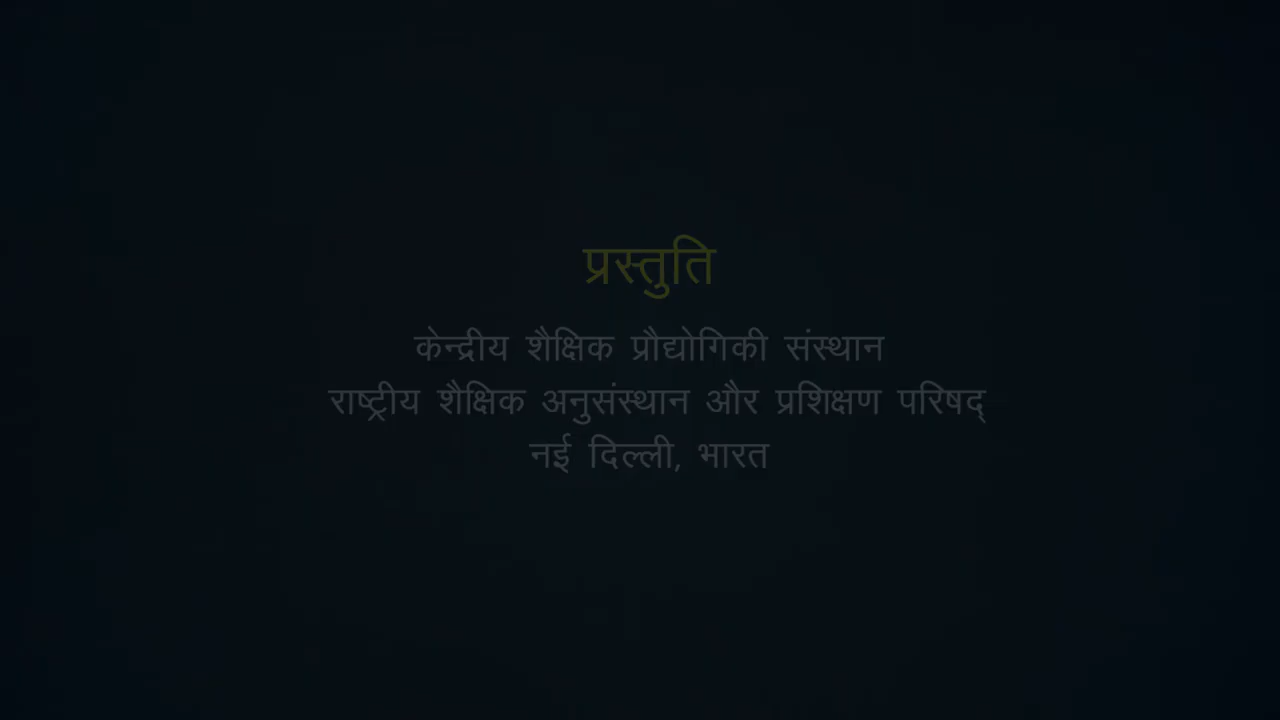 प्रस्तुति
केन्द्रीय शैक्षिक प्रौद्योगिकी संस्थान
राष्ट्रीय शैक्षिक अनुसंस्थान और प्रशिक्षण परिषद्
नई दिल्ली, भारत